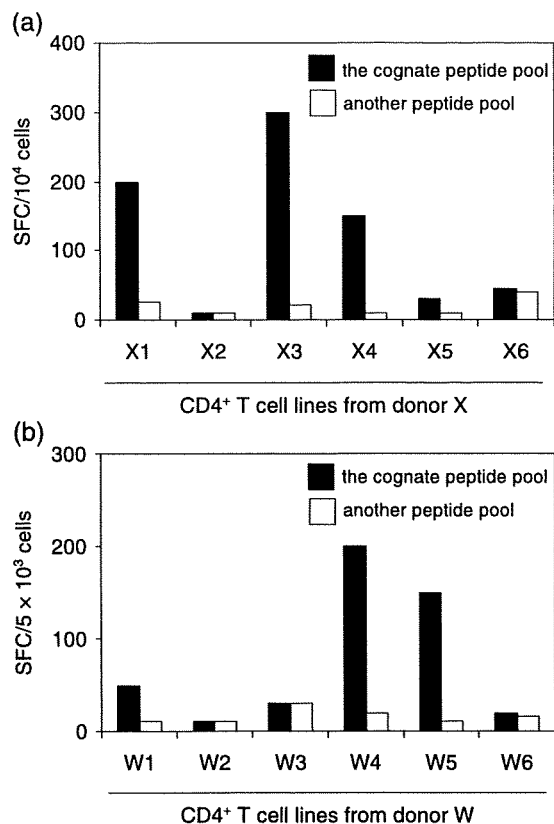 (a)
400
300
200
100
0
SFC/10⁴ cells
the cognate peptide pool
another peptide pool
X1 X2 X3 X4 X5 X6
CD4⁺ T cell lines from donor X
(b)
300
200
100
0
SFC/5 × 10³ cells
the cognate peptide pool
another peptide pool
W1 W2 W3 W4 W5 W6
CD4⁺ T cell lines from donor W